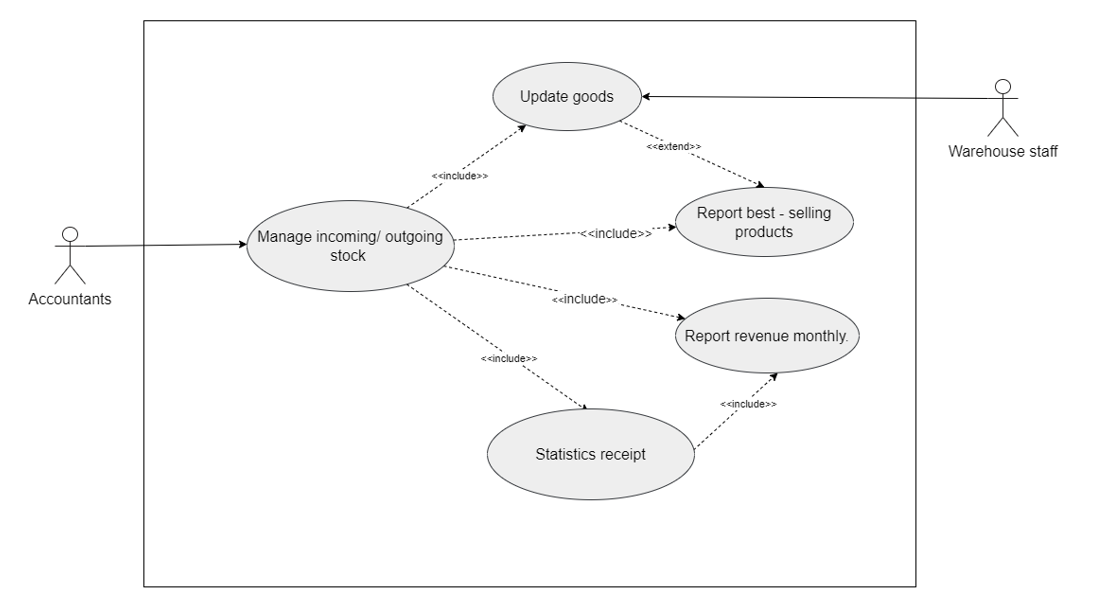 Update goods
Warehouse staff
<<extend>>
<<include>>
Report best - selling
products
Manage incoming/ outgoing
stock
<<include>>
Accountants
<<include>>
Report revenue monthly.
<<include>>
<<include>>
Statistics receipt